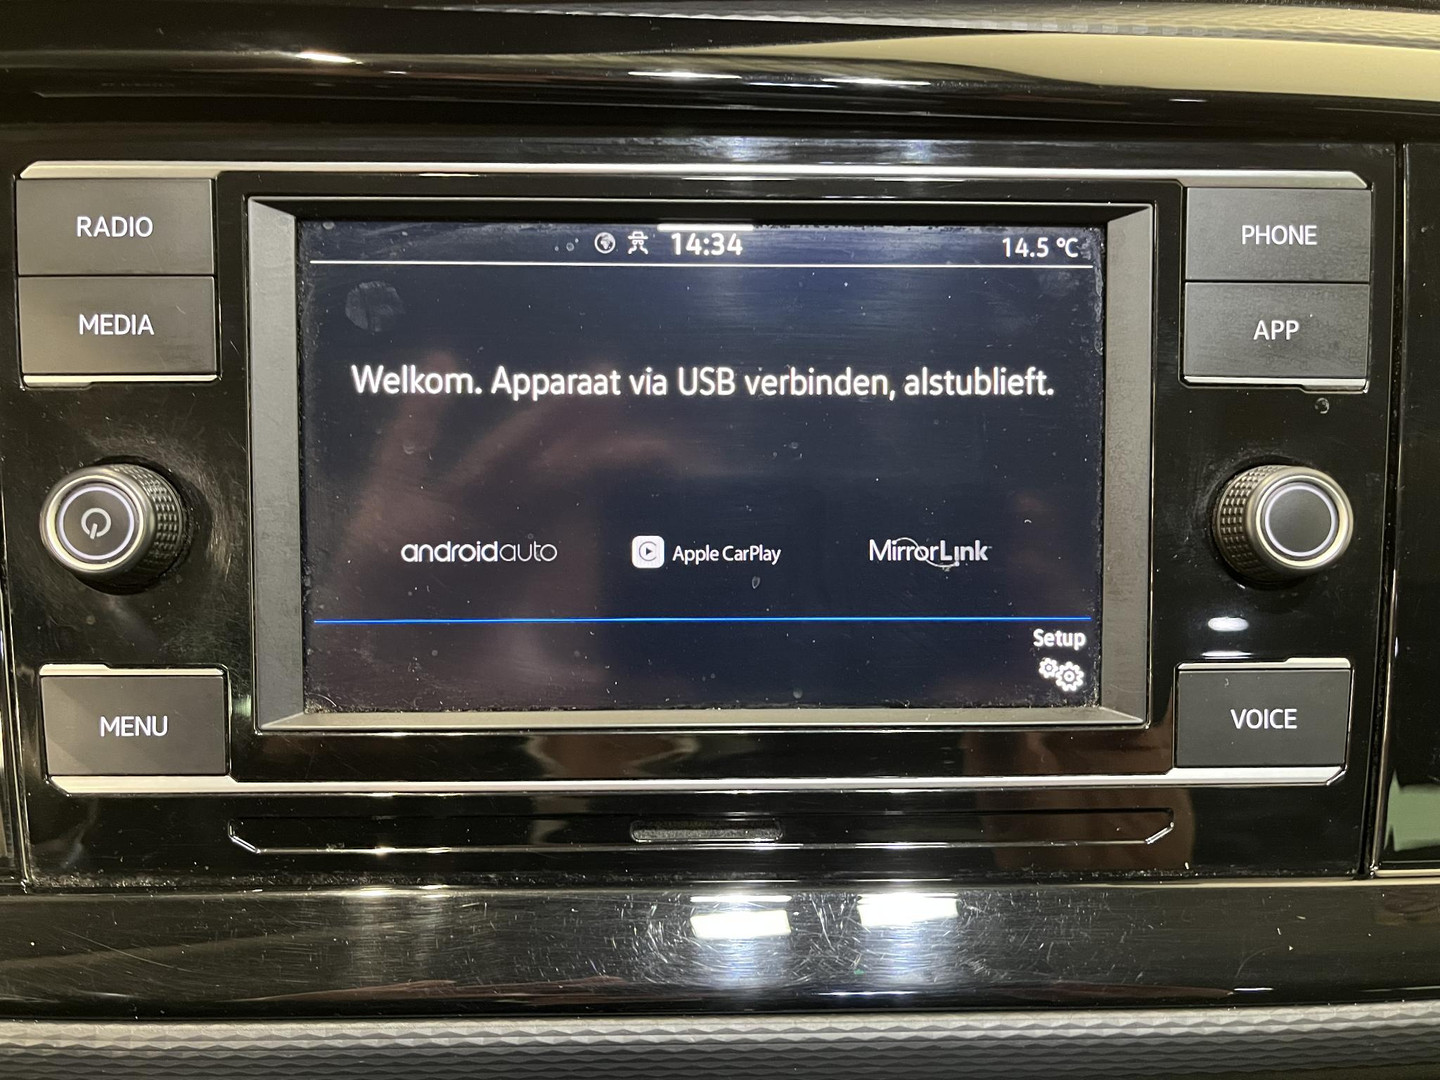 RADIO
MEDIA
MENU
14:34
14.5 °C
Welkom. Apparaat via USB verbinden, alstublieft.
androidauto
Apple CarPlay
MirrorLink
Setup
PHONE
APP
VOICE